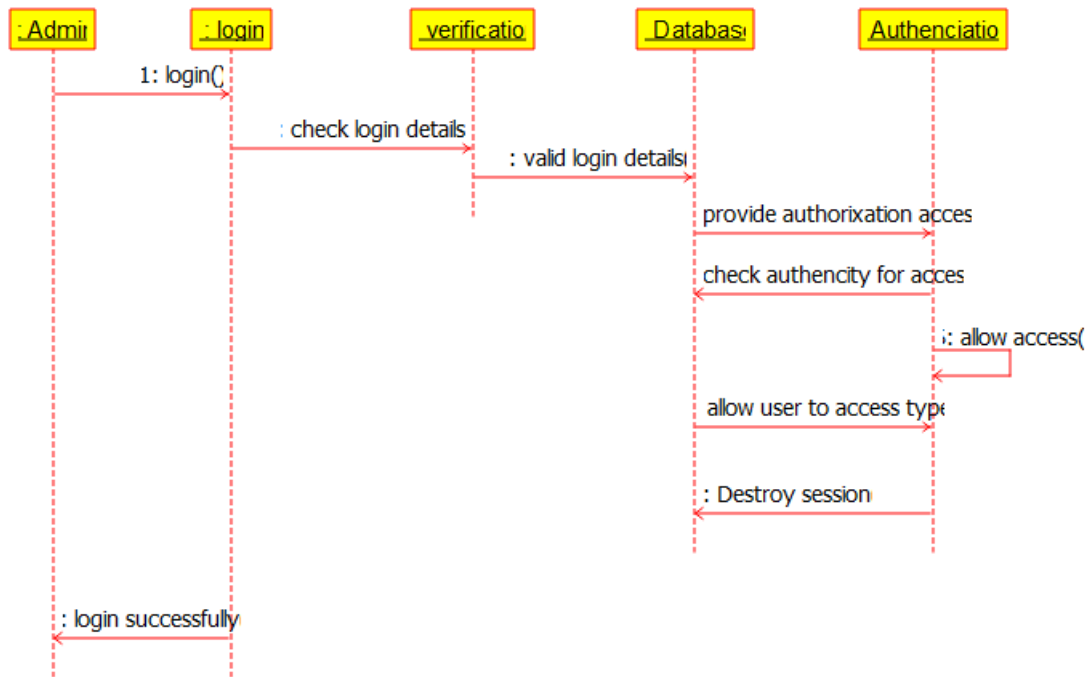 : Admin
: login
verificatio
Databas
Authenciatio
1: login()
: check login details
: valid login details(
provide authorixation acces
check authencity for acces
: allow access(
allow user to access type
: Destroy session(
: login successfully(